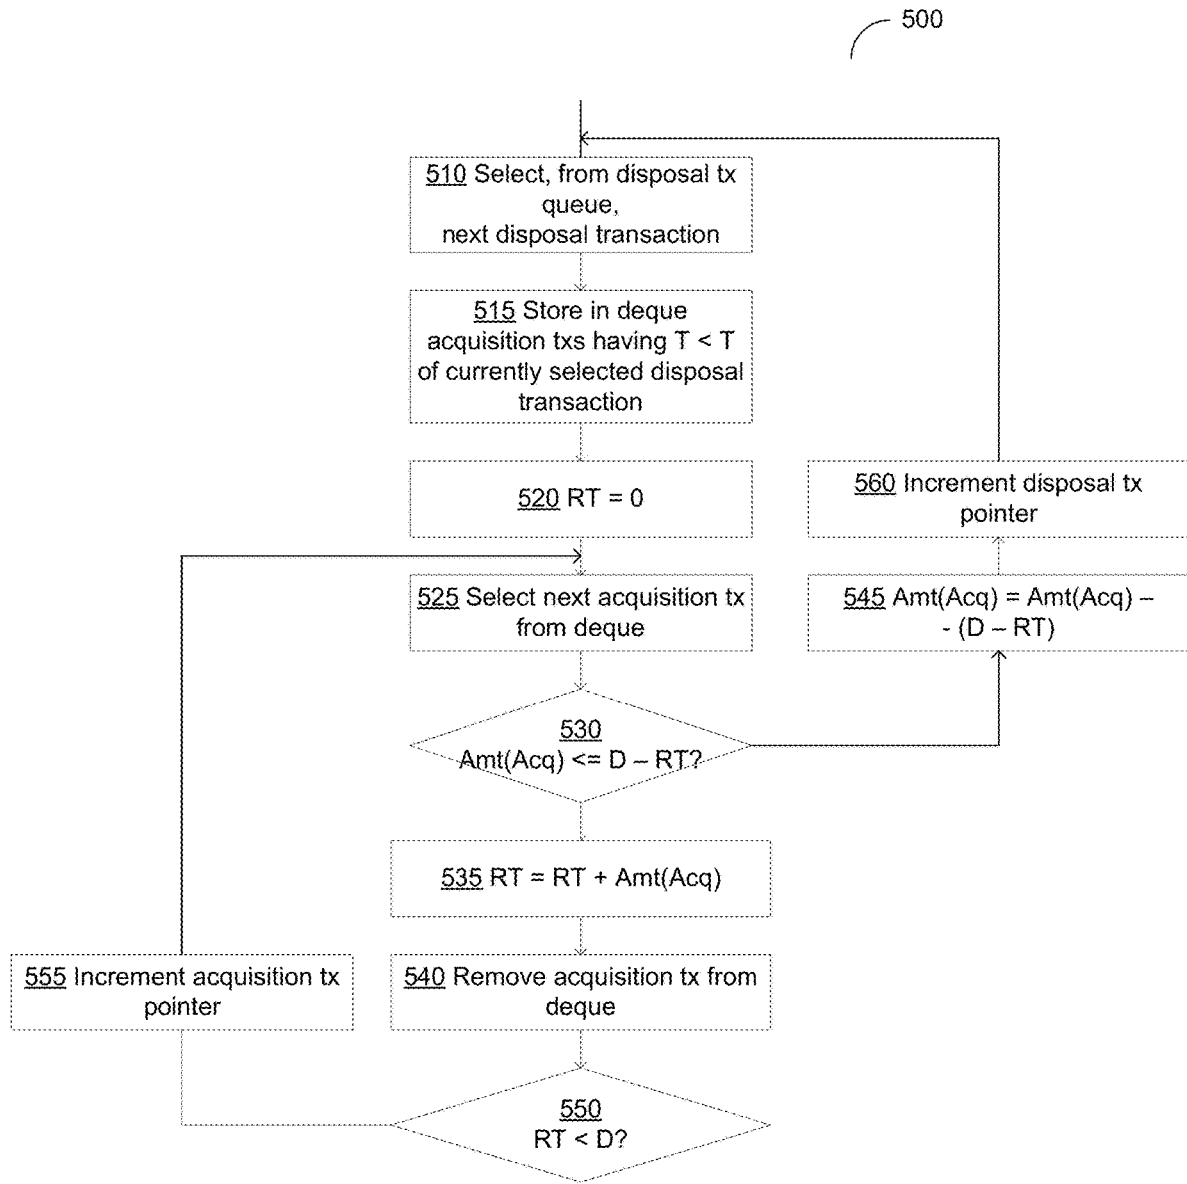 500
510 Select, from disposal tx
queue,
next disposal transaction
515 Store in deque
acquisition txs having T < T
of currently selected disposal
transaction
520 RT = 0
560 Increment disposal tx
pointer
525 Select next acquisition tx
from deque
545 Amt(Acq) = Amt(Acq) –
- (D – RT)
530
Amt(Acq) <= D – RT?
535 RT = RT + Amt(Acq)
555 Increment acquisition tx
pointer
540 Remove acquisition tx from
deque
550
RT < D?